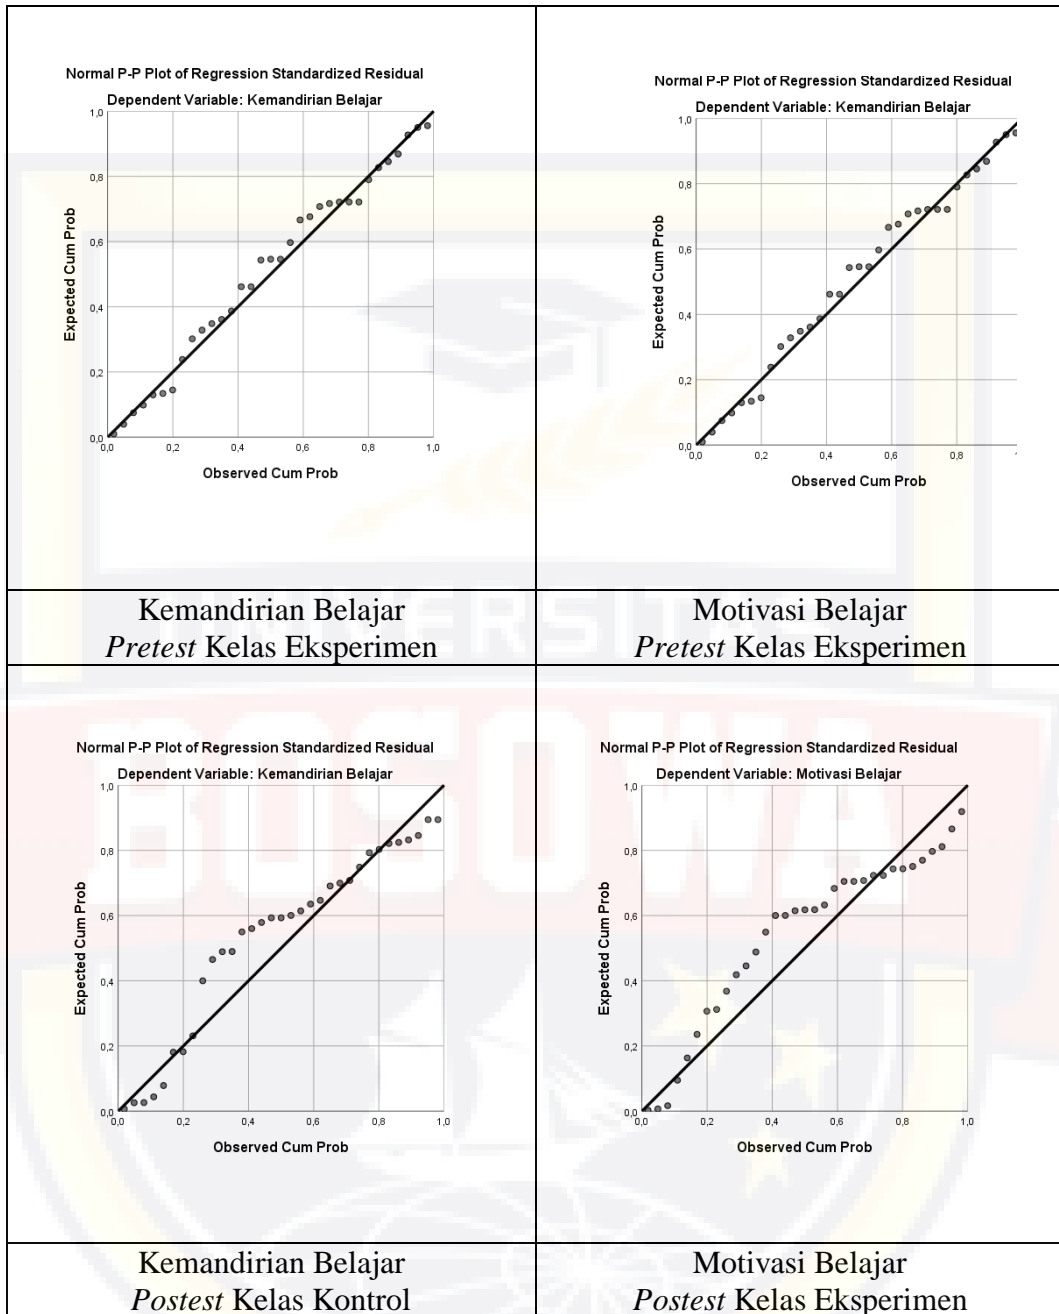 Normal P-P Plot of Regression Standardized Residual
Dependent Variable: Kemandirian Belajar
1,0
0,8
0,6
0,4
0,2
0,0
Expected Cum Prob
0,0 0,2 0,4 0,6 0,8 1,0
Observed Cum Prob
Normal P-P Plot of Regression Standardized Residual
Dependent Variable: Kemandirian Belajar
1,0
0,8
0,6
0,4
0,2
0,0
Expected Cum Prob
0,0 0,2 0,4 0,6 0,8
Observed Cum Prob
Kemandirian Belajar
Pretest Kelas Eksperimen
Motivasi Belajar
Pretest Kelas Eksperimen
UNIVERSITAS
BOSOWA
Normal P-P Plot of Regression Standardized Residual
Dependent Variable: Kemandirian Belajar
1,0
0,8
0,6
0,4
0,2
0,0
Expected Cum Prob
0,0 0,2 0,4 0,6 0,8 1,0
Observed Cum Prob
Normal P-P Plot of Regression Standardized Residual
Dependent Variable: Motivasi Belajar
1,0
0,8
0,6
0,4
0,2
0,0
Expected Cum Prob
0,0 0,2 0,4 0,6 0,8 1,0
Observed Cum Prob
Kemandirian Belajar
Postest Kelas Kontrol
Motivasi Belajar
Postest Kelas Eksperimen